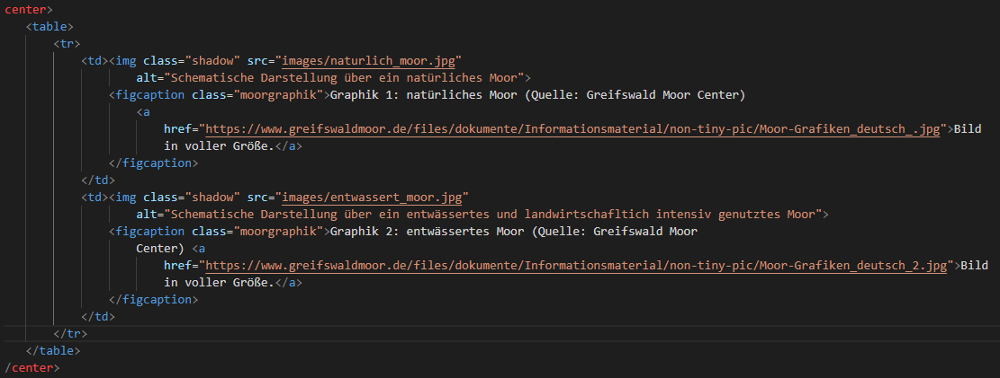 center>
<table>
<tr>
<td><img class="shadow" src="images/naturlich_moor.jpg"
alt="Schematische Darstellung über ein natürliches Moor">
<figcaption class="moorgraphik">Graphik 1: natürliches Moor (Quelle: Greifswald Moor Center)
<a
href="https://www.greifswaldmoor.de/files/dokumente/Informationsmaterial/non-tiny-pic/Moor-Grafiken_deutsch_.jpg">Bild
in voller Größe.</a>
</figcaption>
</td>
<td><img class="shadow" src="images/entwassert_moor.jpg"
alt="Schematische Darstellung über ein entwässertes und landwirtschafltich intensiv genutztes Moor">
<figcaption class="moorgraphik">Graphik 2: entwässertes Moor (Quelle: Greifswald Moor
Center) <a
href="https://www.greifswaldmoor.de/files/dokumente/Informationsmaterial/non-tiny-pic/Moor-Grafiken_deutsch_2.jpg">Bild
in voller Größe.</a>
</figcaption>
</td>
</tr>
</table>
/center>